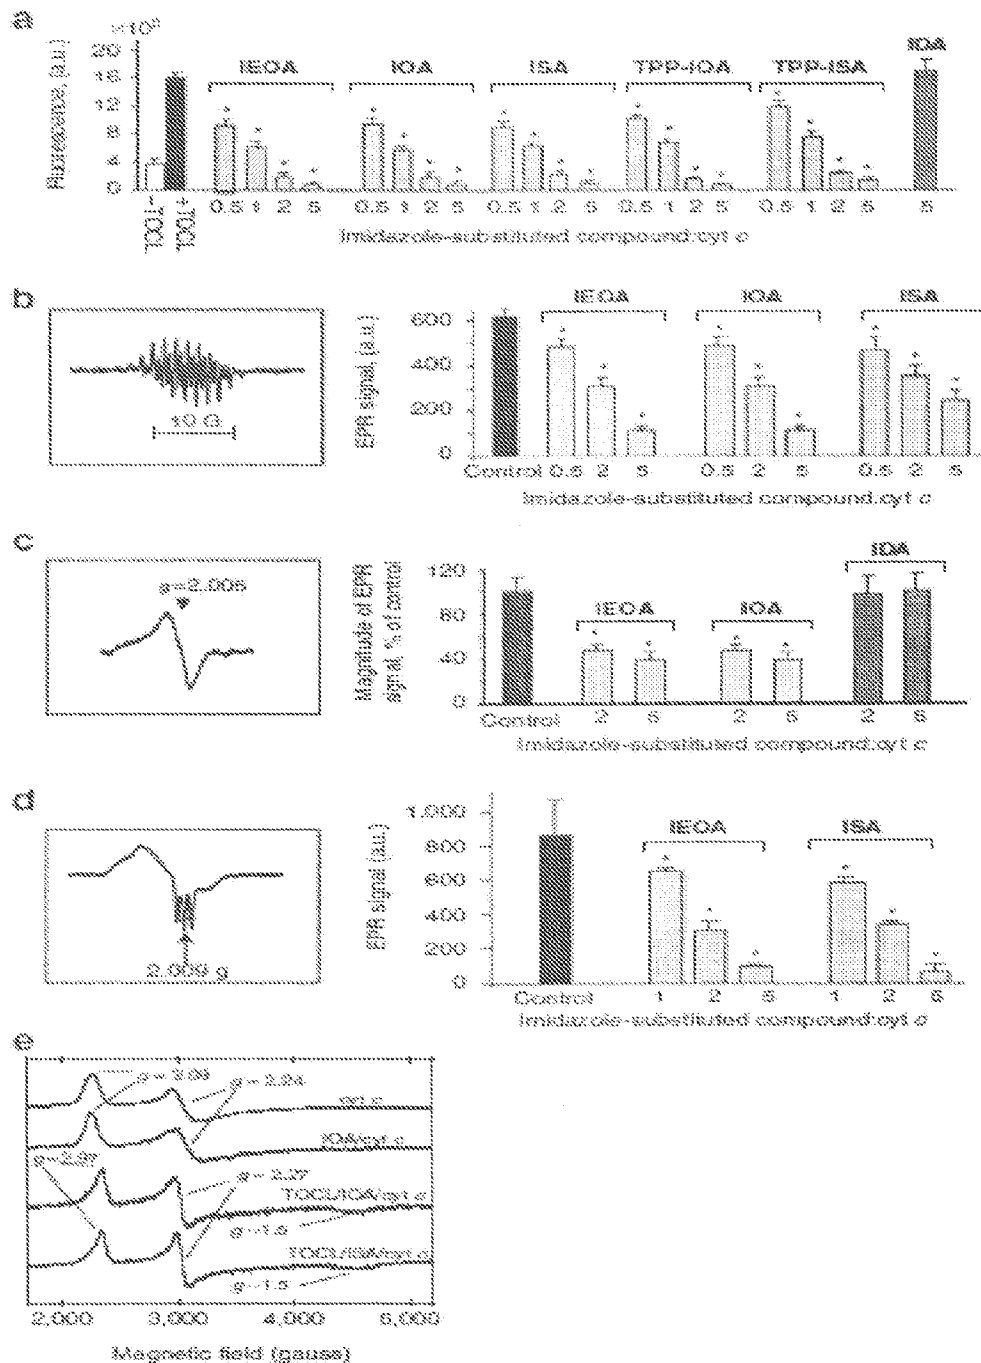 a
×10²
20
16
12
8
4
0
Fluorescence, (a.u.)
IEOA IOA ISA TPP-IOA TPP-ISA IDA
-TOCL +TOCL
0.5 1 2 5 0.5 1 2 5 0.5 1 2 5 0.5 1 2 5 0.5 1 2 5 5
Imidazole-substituted compound:cyt c
b
10 G
EPR signal, (a.u.)
600
400
200
0
IEOA IOA ISA
Control 0.5 2 5 0.5 2 5 0.5 2 5
Imidazole-substituted compound:cyt c
c
g=2.005
Magnitude of EPR
signal, % of control
120
80
40
0
IEOA IOA IDA
Control 2 5 2 5 2 5
Imidazole-substituted compound:cyt c
d
2.009 g
EPR signal (a.u.)
1,000
800
600
400
200
0
IEOA ISA
Control 1 2 5 1 2 5
Imidazole-substituted compound:cyt c
e
g~3.09 g~2.24
cyt c
IOA/cyt c
g~2.97 g~2.27
TOCL/IOA/cyt c
g~1.5
g~1.5
2,000 3,000 4,000 5,000
Magnetic field (gauss)